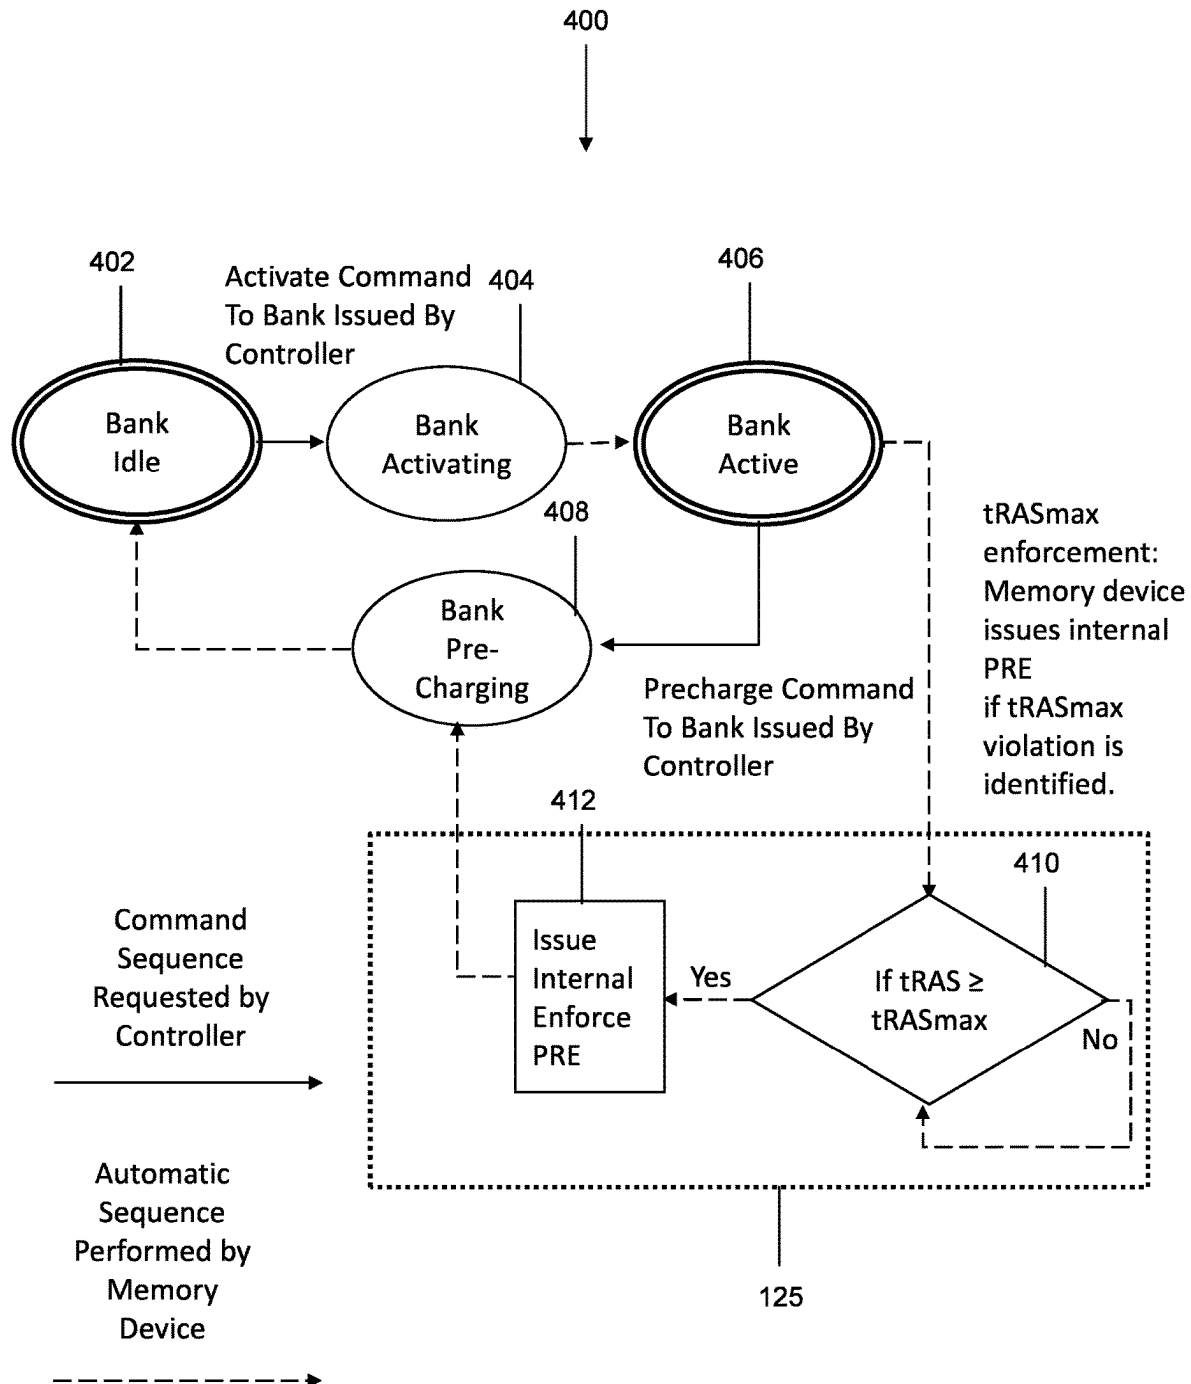 400
402
Activate Command
To Bank Issued By
Controller
404
406
Bank
Idle
Bank
Activating
Bank
Active
408
Bank
Pre-
Charging
tRASmax
enforcement:
Memory device
issues internal
PRE
if tRASmax
violation is
identified.
Precharge Command
To Bank Issued By
Controller
412
410
Issue
Internal
Enforce
PRE
Yes
If tRAS ≥
tRASmax
No
125
Command
Sequence
Requested by
Controller
Automatic
Sequence
Performed by
Memory
Device